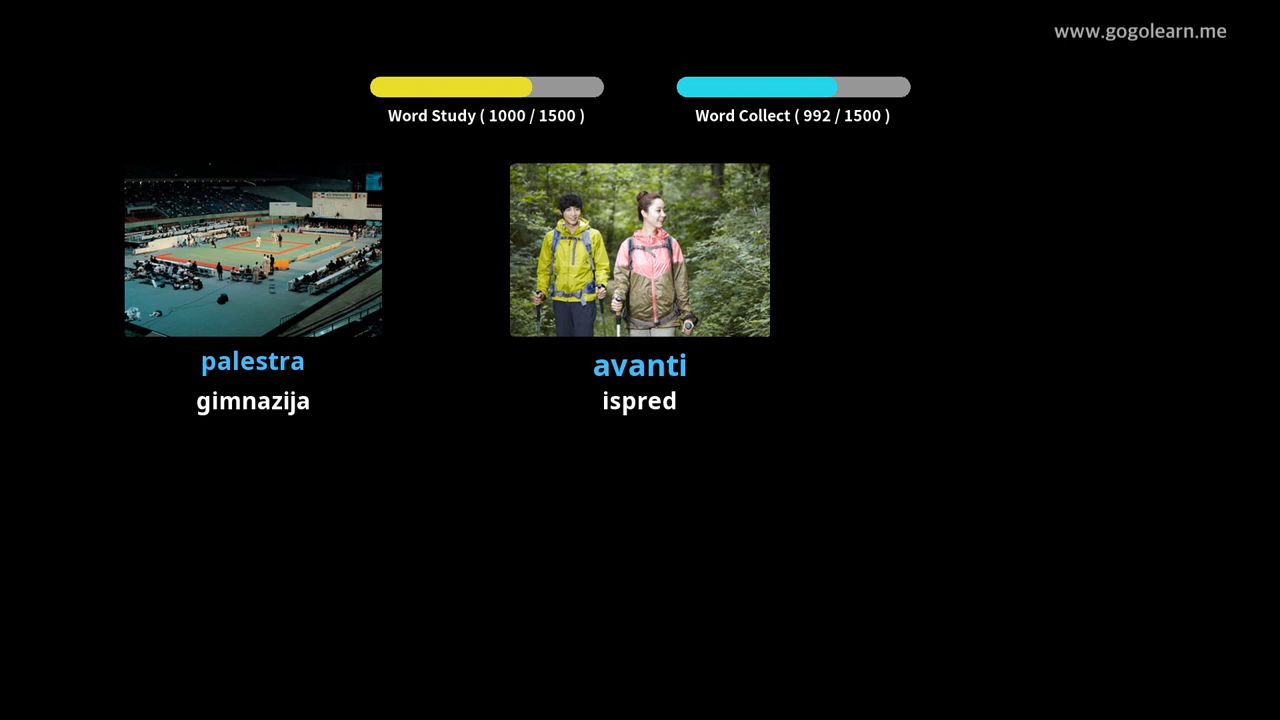 www.gogolearn.me
Word Study ( 1000 / 1500 )
Word Collect ( 992 / 1500 )
palestra
gimnazija
avanti
ispred